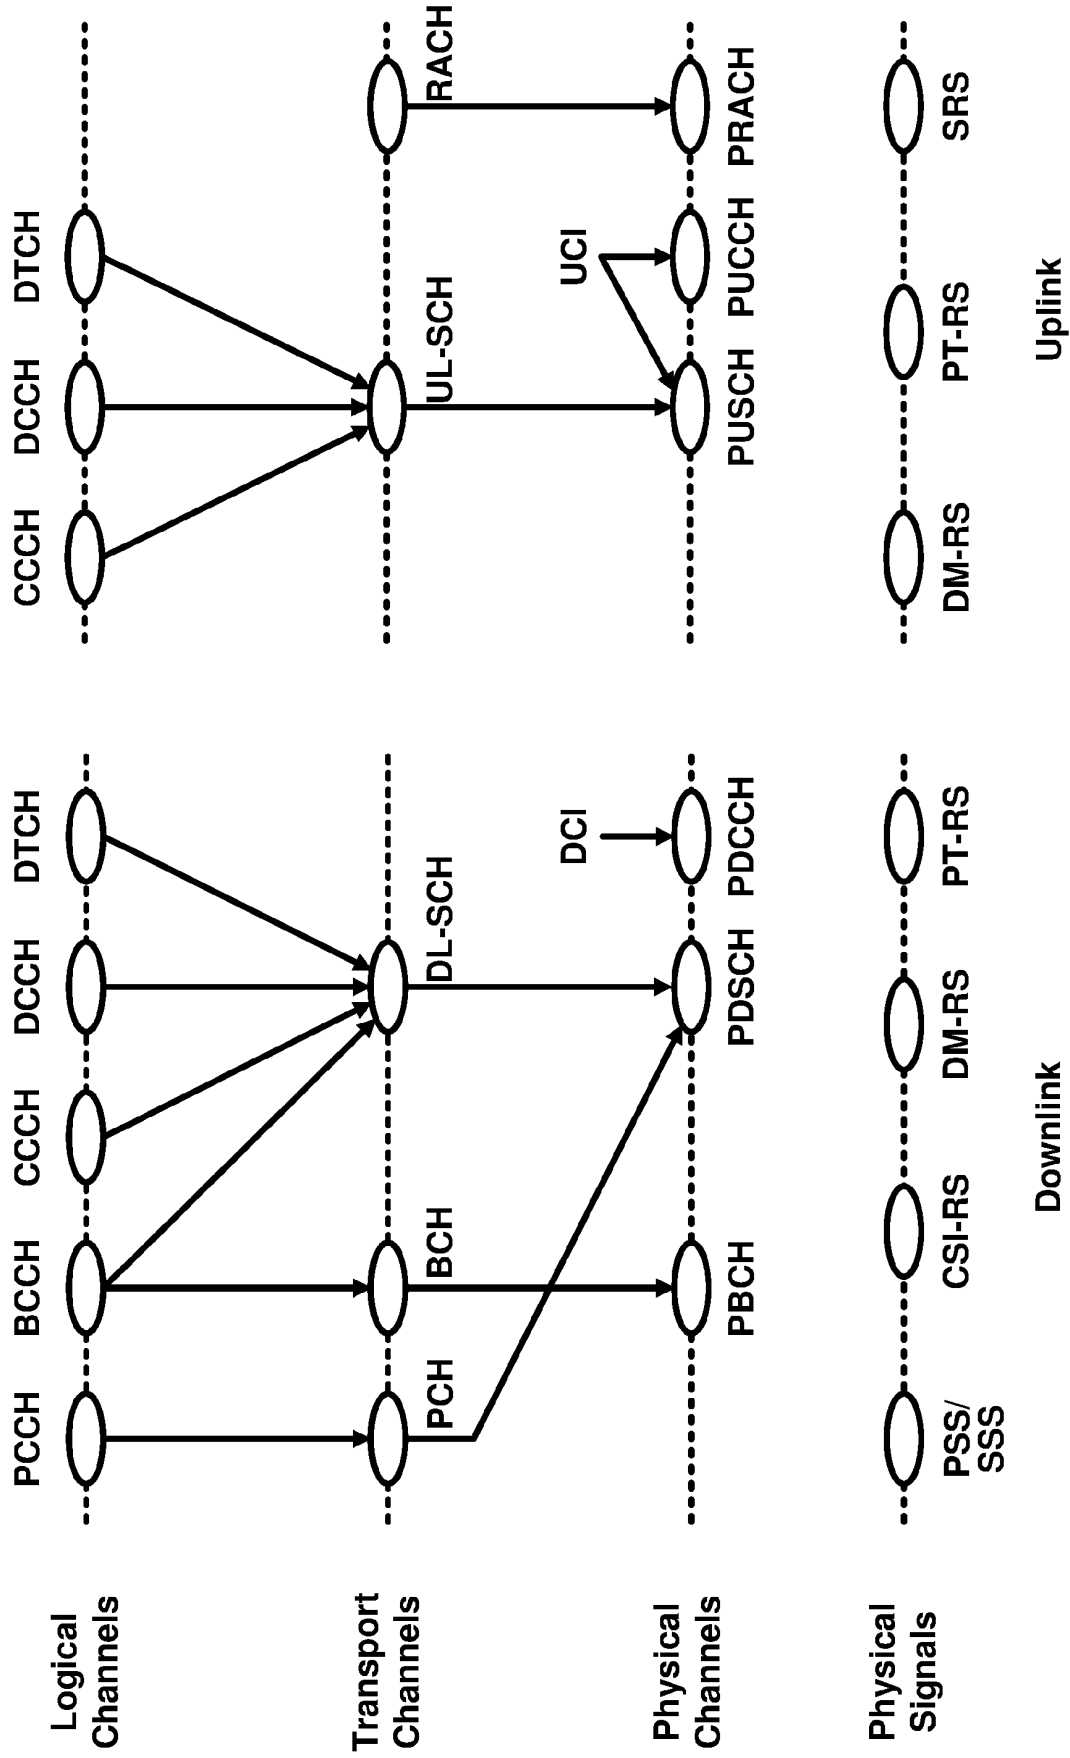 Logical
Channels
PCCH
BCCH
CCCH
DCCH
DTCH
CCCH
DCCH
DTCH
Transport
Channels
PCH
BCH
DL-SCH
UL-SCH
RACH
DCI
UCI
Physical
Channels
PBCH
PDSCH
PDCCH
PUSCH
PUCCH
PRACH
Physical
Signals
PSS/
SSS
CSI-RS
DM-RS
PT-RS
DM-RS
PT-RS
SRS
Downlink
Uplink